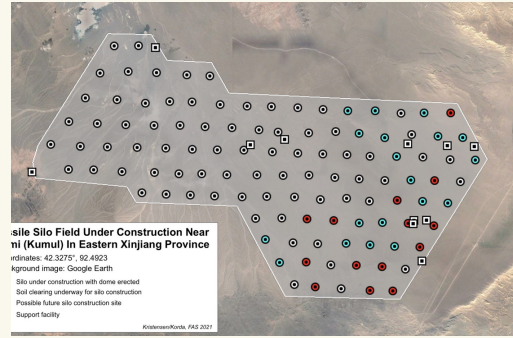 ssile Silo Field Under Construction Near
mi (Kumul) In Eastern Xinjiang Province
ordinates: 42.3275°, 92.4923
kground image: Google Earth
Silo under construction with dome erected
Soil clearing underway for silo construction
Possible future silo construction site
Support facility
Kristensen/Korda, FAS 2021